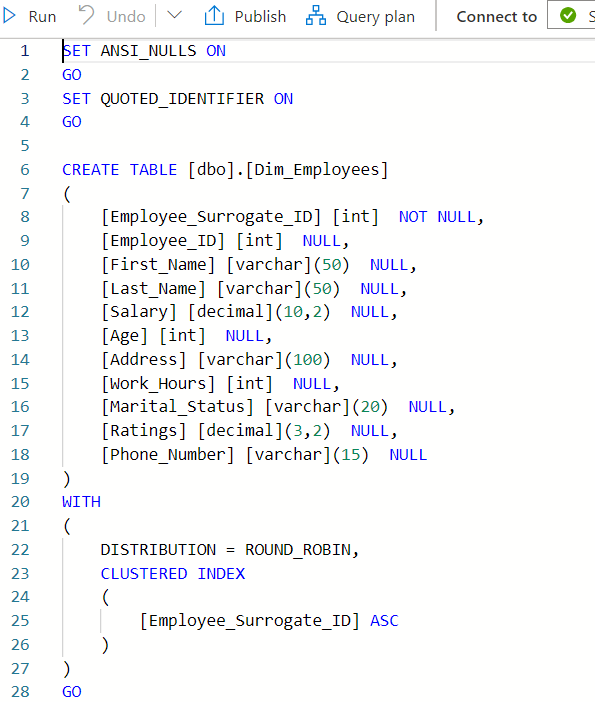 Run Undo Publish Query plan Connect to S
1 SET ANSI_NULLS ON
2 GO
3 SET QUOTED_IDENTIFIER ON
4 GO
5
6 CREATE TABLE [dbo].[Dim_Employees]
7 (
8 [Employee_Surrogate_ID] [int] NOT NULL,
9 [Employee_ID] [int] NULL,
10 [First_Name] [varchar](50) NULL,
11 [Last_Name] [varchar](50) NULL,
12 [Salary] [decimal](10,2) NULL,
13 [Age] [int] NULL,
14 [Address] [varchar](100) NULL,
15 [Work_Hours] [int] NULL,
16 [Marital_Status] [varchar](20) NULL,
17 [Ratings] [decimal](3,2) NULL,
18 [Phone_Number] [varchar](15) NULL
19 )
20 WITH
21 (
22 DISTRIBUTION = ROUND_ROBIN,
23 CLUSTERED INDEX
24 (
25 [Employee_Surrogate_ID] ASC
26 )
27 )
28 GO